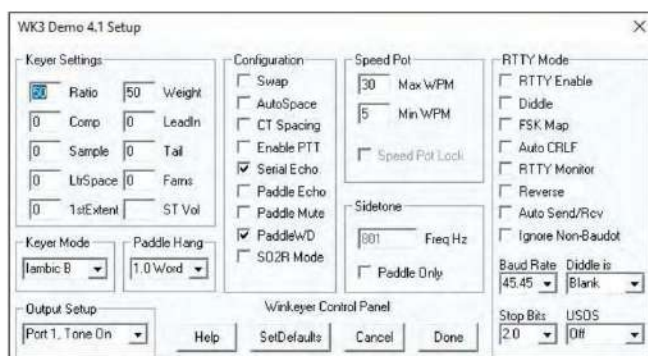 WK3 Demo 4.1 Setup
Keyer Settings
50 Ratio 50 Weight
0 Comp 0 LeadIn
0 Sample 0 Tail
0 LtrSpace 0 Farns
0 1stExtent ST Vol
Keyer Mode
Iambic B
Paddle Hang
1.0 Word
Output Setup
Port 1, Tone On
Configuration
Swap
AutoSpace
CT Spacing
Enable PTT
Serial Echo
Paddle Echo
Paddle Mute
PaddleWD
SO2R Mode
Speed Pot
30 Max WPM
5 Min WPM
Speed Pot Lock
Sidetone
801 Freq Hz
Paddle Only
RTTY Mode
RTTY Enable
Diddle
FSK Map
Auto CRLF
RTTY Monitor
Reverse
Auto Send/Rcv
Ignore Non-Baudot
Baud Rate Diddle is
45.45 Blank
Stop Bits USOS
2.0 Off
Winkeyer Control Panel
Help SetDefaults Cancel Done